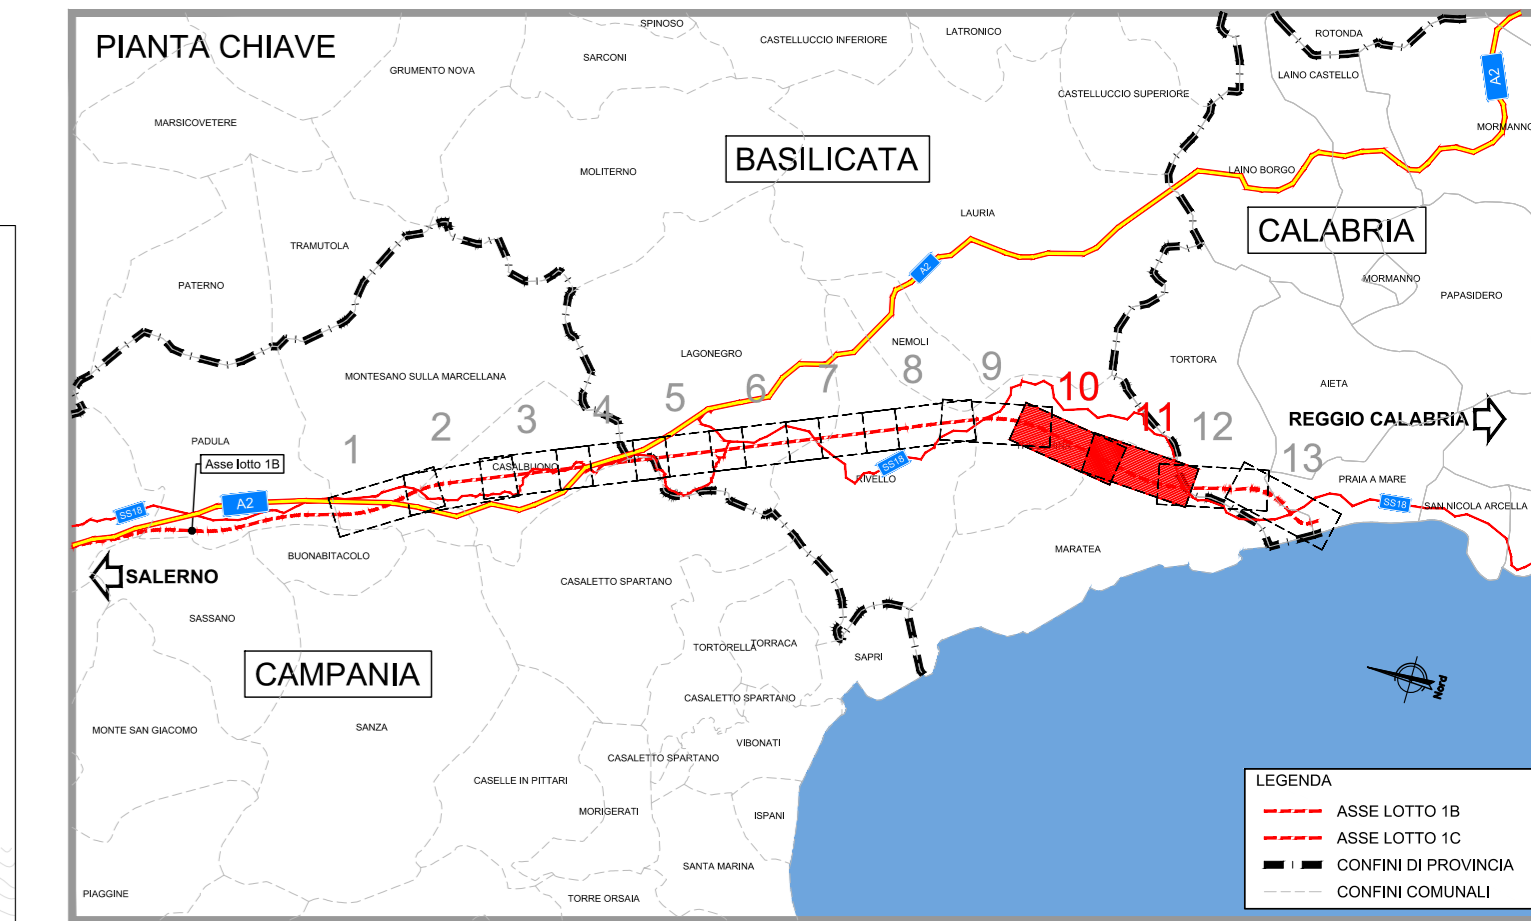 PIANTA CHIAVE
SPINOSO
CASTELLUCCIO INFERIORE
LATRONICO
ROTONDA
SARCONI
GRUMENTO NOVA
LAINO CASTELLO
A2
CASTELLUCCIO SUPERIORE
MARSICOVETERE
MORMANNO
BASILICATA
MOLITERNO
LAINO BORGO
LAURIA
CALABRIA
TRAMUTOLA
A2
MORMANNO
PATERNO
PAPASIDERO
NEMOLI
LAGONEGRO
TORTORA
MONTESANO SULLA MARCELLANA
AIETA
1
2
3
4
5
6
7
8
9
10
11
12
13
REGGIO CALABRIA
PADULA
Asse lotto 1B
CASALBUONO
SS18
RIVELLO
PRAIA A MARE
SS18
SAN NICOLA ARCELLA
SS18
A2
BUONABITACOLO
MARATEA
SALERNO
CASALETTO SPARTANO
SASSANO
TORTORELLA
TORRACA
SAPRI
CAMPANIA
CASALETTO SPARTANO
Nord
MONTE SAN GIACOMO
SANZA
VIBONATI
CASALETTO SPARTANO
CASELLE IN PITTARI
MORIGERATI
ISPANI
SANTA MARINA
PIAGGINE
TORRE ORSAIA
LEGENDA
ASSE LOTTO 1B
ASSE LOTTO 1C
CONFINI DI PROVINCIA
CONFINI COMUNALI